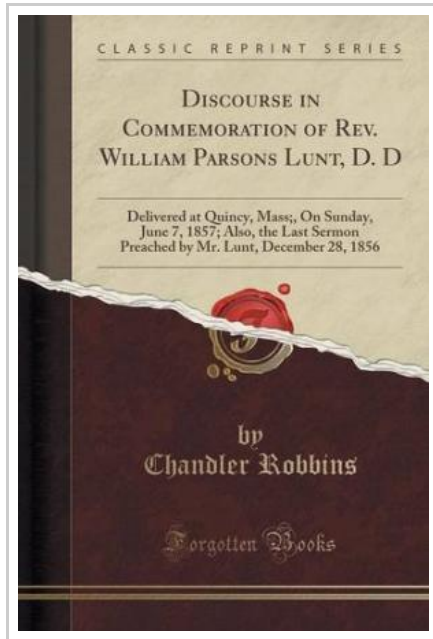 CLASSIC REPRINT SERIES
DISCOURSE IN
COMMEMORATION OF REV.
WILLIAM PARSONS LUNT, D. D
Delivered at Quincy, Mass;, On Sunday,
June 7, 1857; Also, the Last Sermon
Preached by Mr. Lunt, December 28, 1856
by
Chandler Robbins
Forgotten Books